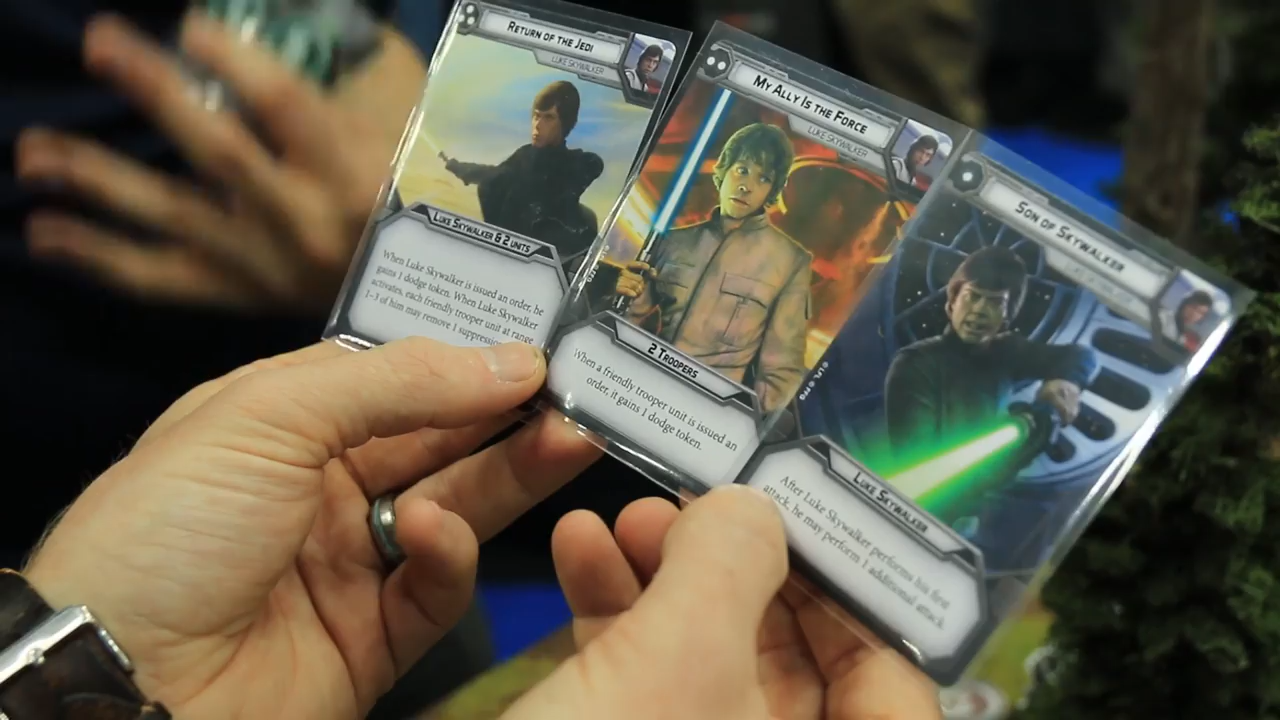 RETURN OF THE JEDI
LUKE SKYWALKER
LUKE SKYWALKER & 2 UNITS
When Luke Skywalker is issued an order, he
gains 1 dodge token. When Luke Skywalker
activates, each friendly trooper unit at range
1–3 of him may remove 1 suppression
MY ALLY IS THE FORCE
LUKE SKYWALKER
2 TROOPERS
When a friendly trooper unit is issued an
order, it gains 1 dodge token.
SON OF SKYWALKER
LUKE SKYWALKER
After Luke Skywalker performs his first
attack, he may perform 1 additional attack.
©LFL ©FFG